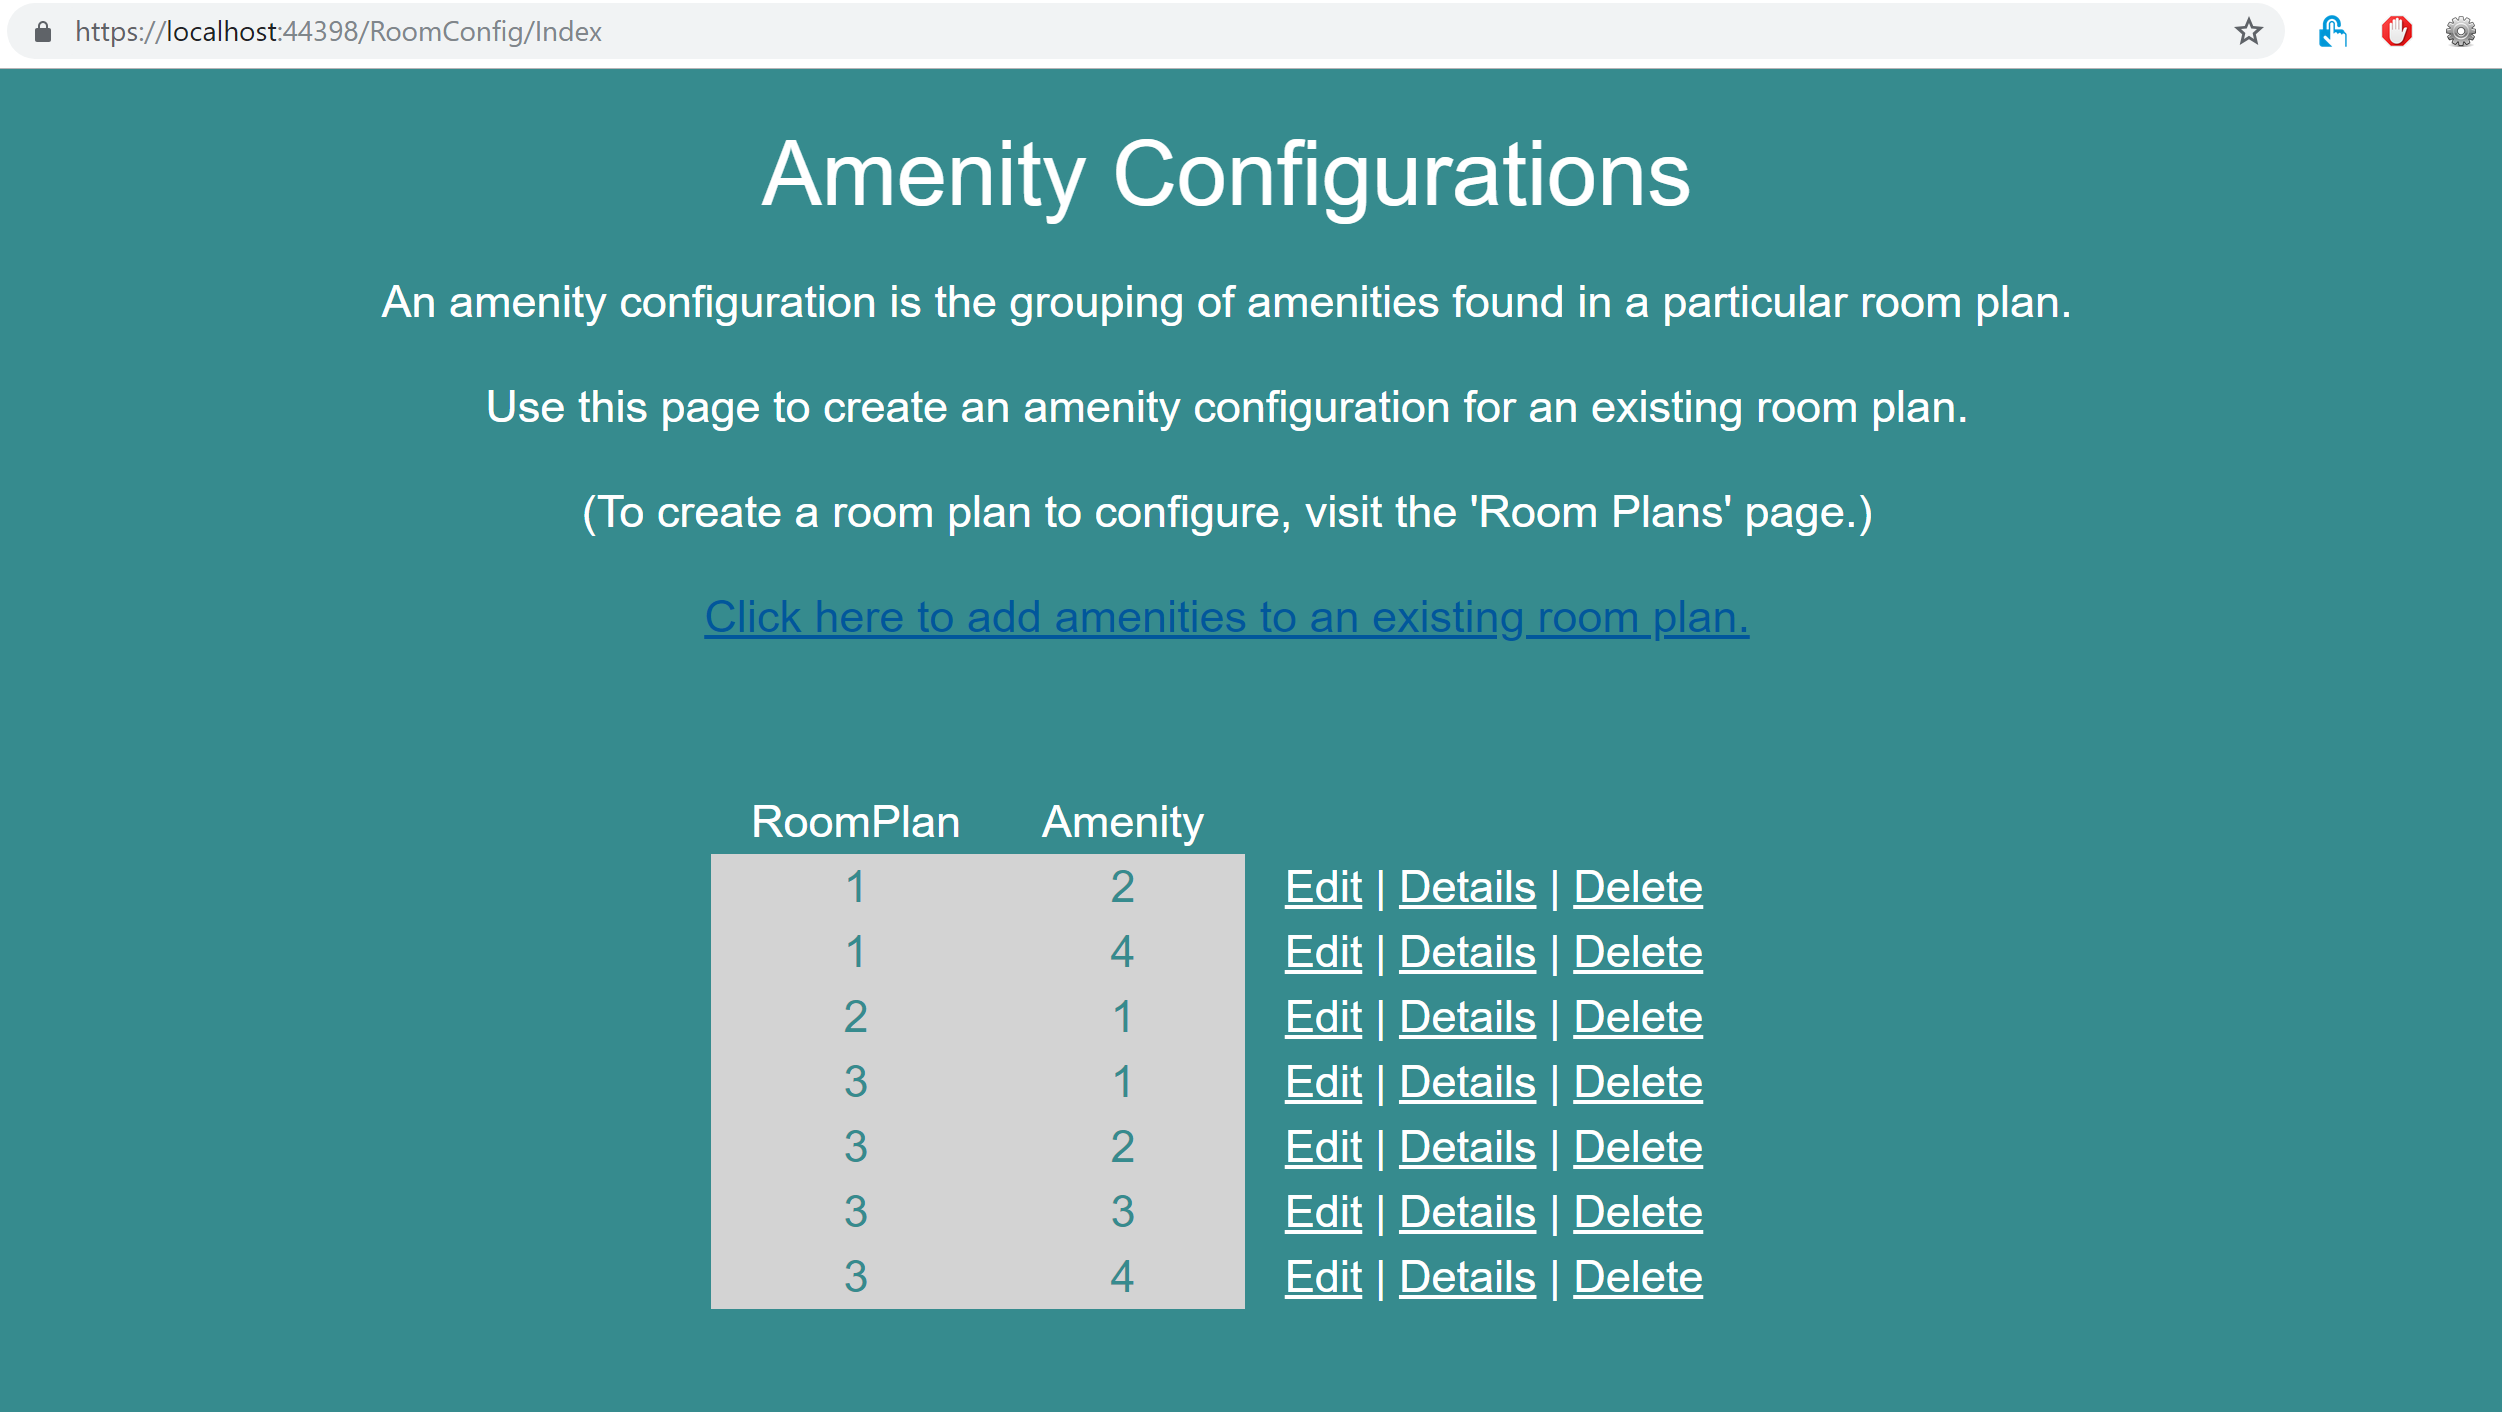 https://localhost:44398/RoomConfig/Index
Amenity Configurations
An amenity configuration is the grouping of amenities found in a particular room plan.
Use this page to create an amenity configuration for an existing room plan.
(To create a room plan to configure, visit the 'Room Plans' page.)
Click here to add amenities to an existing room plan.
RoomPlan Amenity
1 2 Edit | Details | Delete
1 4 Edit | Details | Delete
2 1 Edit | Details | Delete
3 1 Edit | Details | Delete
3 2 Edit | Details | Delete
3 3 Edit | Details | Delete
3 4 Edit | Details | Delete